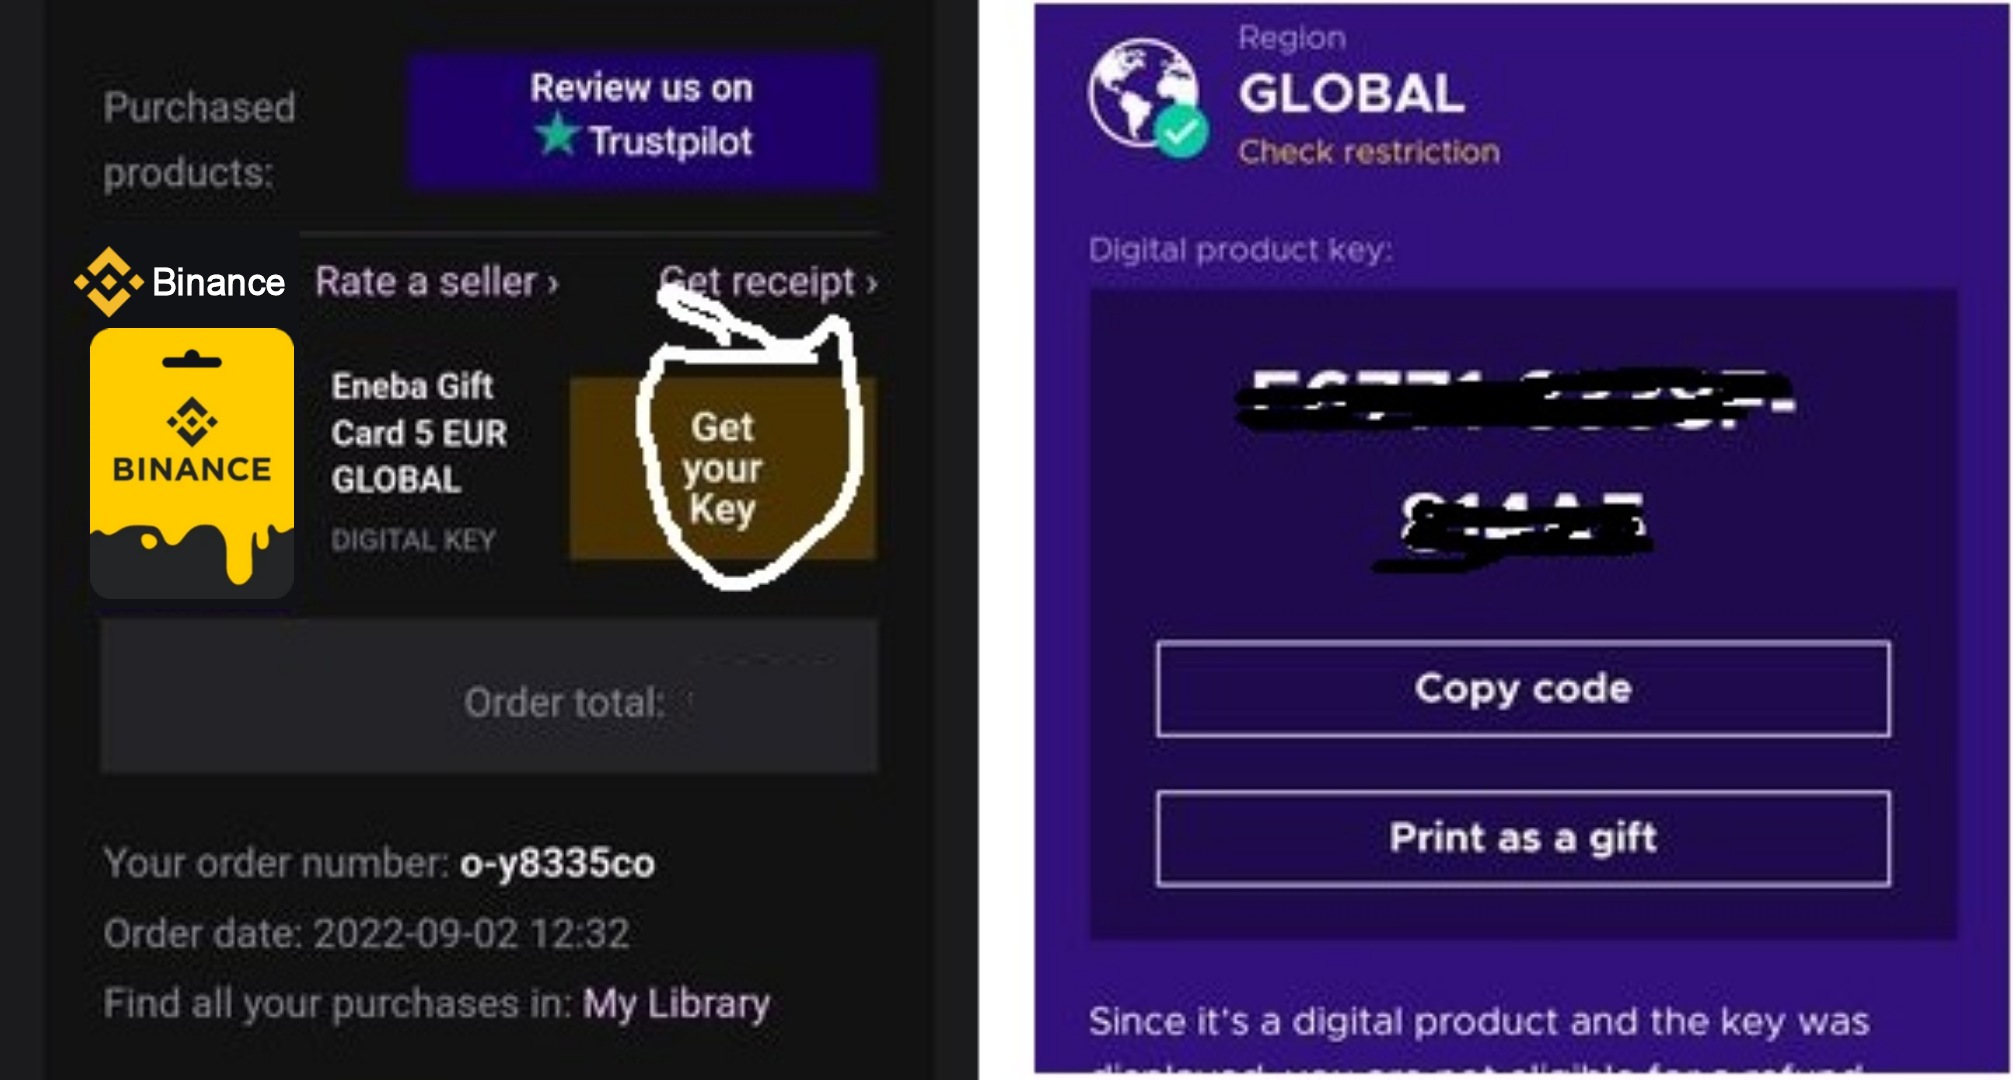 Purchased
products:
Review us on
Trustpilot
Binance
Rate a seller ›
Get receipt ›
BINANCE
Eneba Gift
Card 5 EUR
GLOBAL
DIGITAL KEY
Get
your
Key
Order total:
Your order number: o-y8335co
Order date: 2022-09-02 12:32
Find all your purchases in: My Library
Region
GLOBAL
Check restriction
Digital product key:
Copy code
Print as a gift
Since it's a digital product and the key was